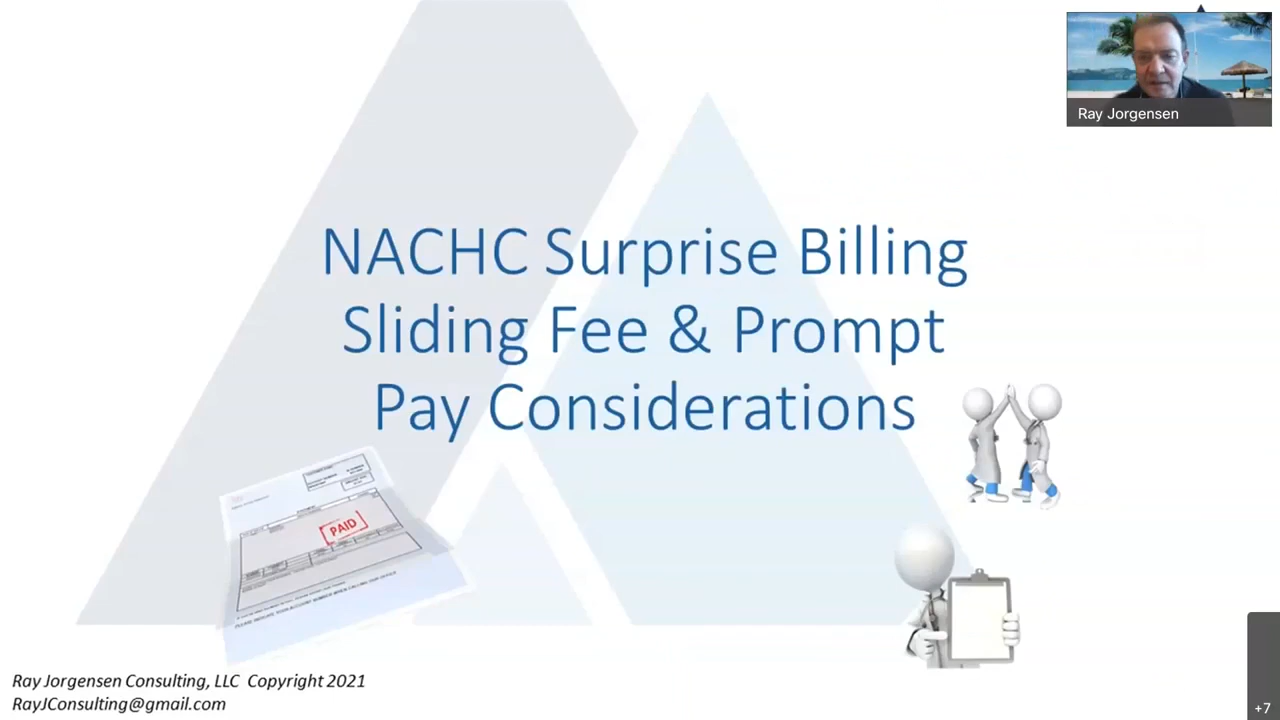 Ray Jorgensen
NACHC Surprise Billing
Sliding Fee & Prompt
Pay Considerations
PAID
Ray Jorgensen Consulting, LLC Copyright 2021
RayJConsulting@gmail.com
+7